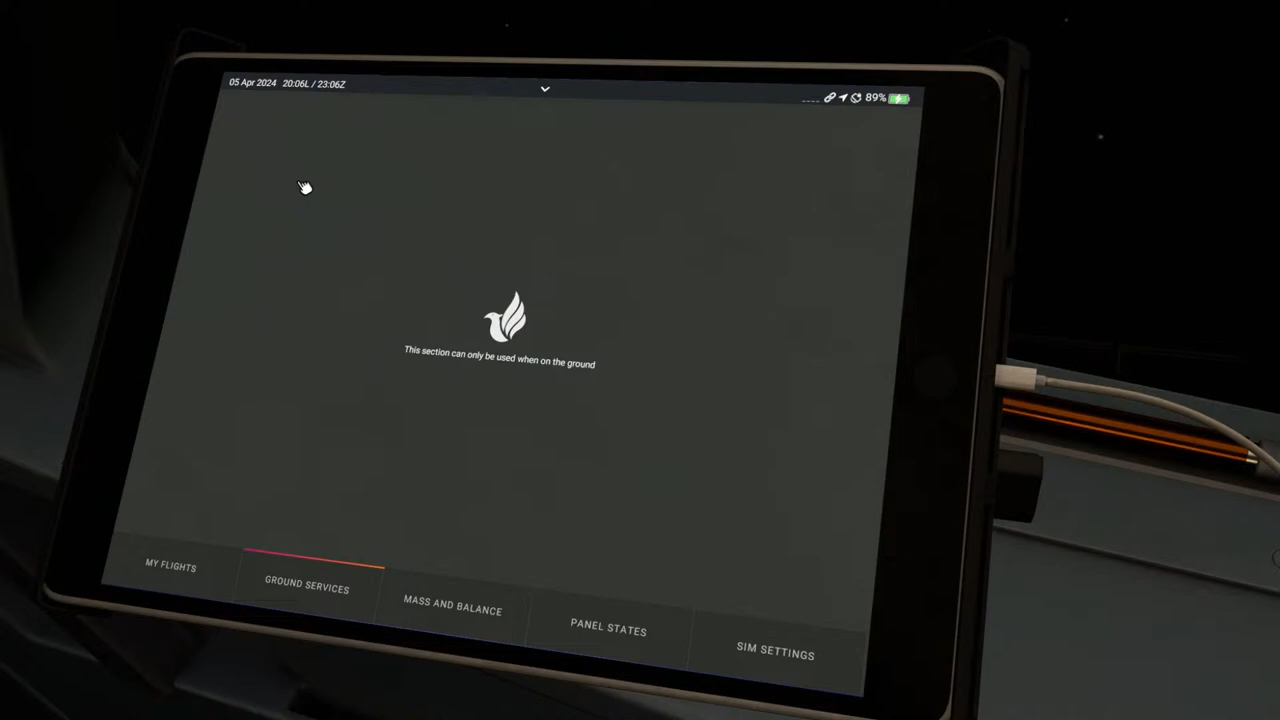 05 Apr 2024 20:06L / 23:06Z
89%
This section can only be used when on the ground
MY FLIGHTS
GROUND SERVICES
MASS AND BALANCE
PANEL STATES
SIM SETTINGS